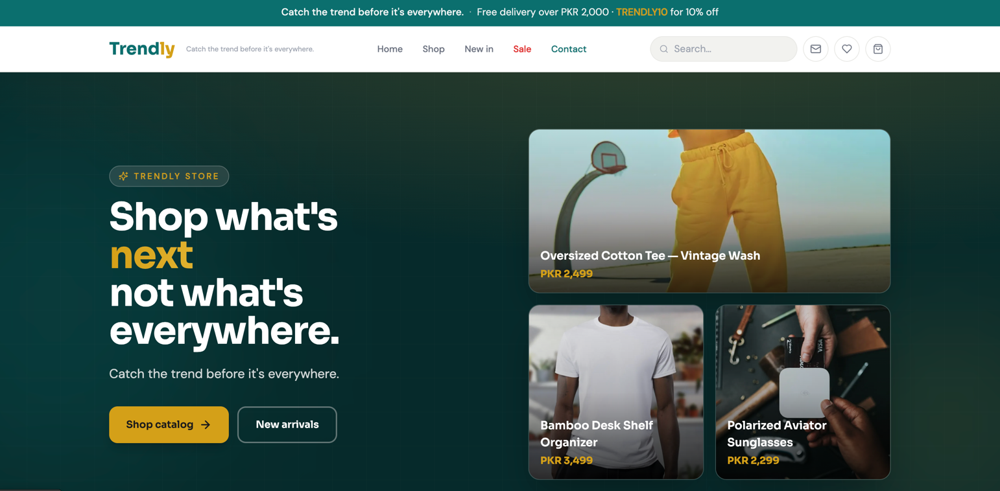 Catch the trend before it's everywhere. · Free delivery over PKR 2,000 · TRENDLY10 for 10% off
Trendly
Catch the trend before it's everywhere.
Home
Shop
New in
Sale
Contact
Search...
TRENDLY STORE
Shop what's
next
not what's
everywhere.
Catch the trend before it's everywhere.
Shop catalog →
New arrivals
Oversized Cotton Tee — Vintage Wash
PKR 2,499
Bamboo Desk Shelf
Organizer
PKR 3,499
VISA
Polarized Aviator
Sunglasses
PKR 2,299